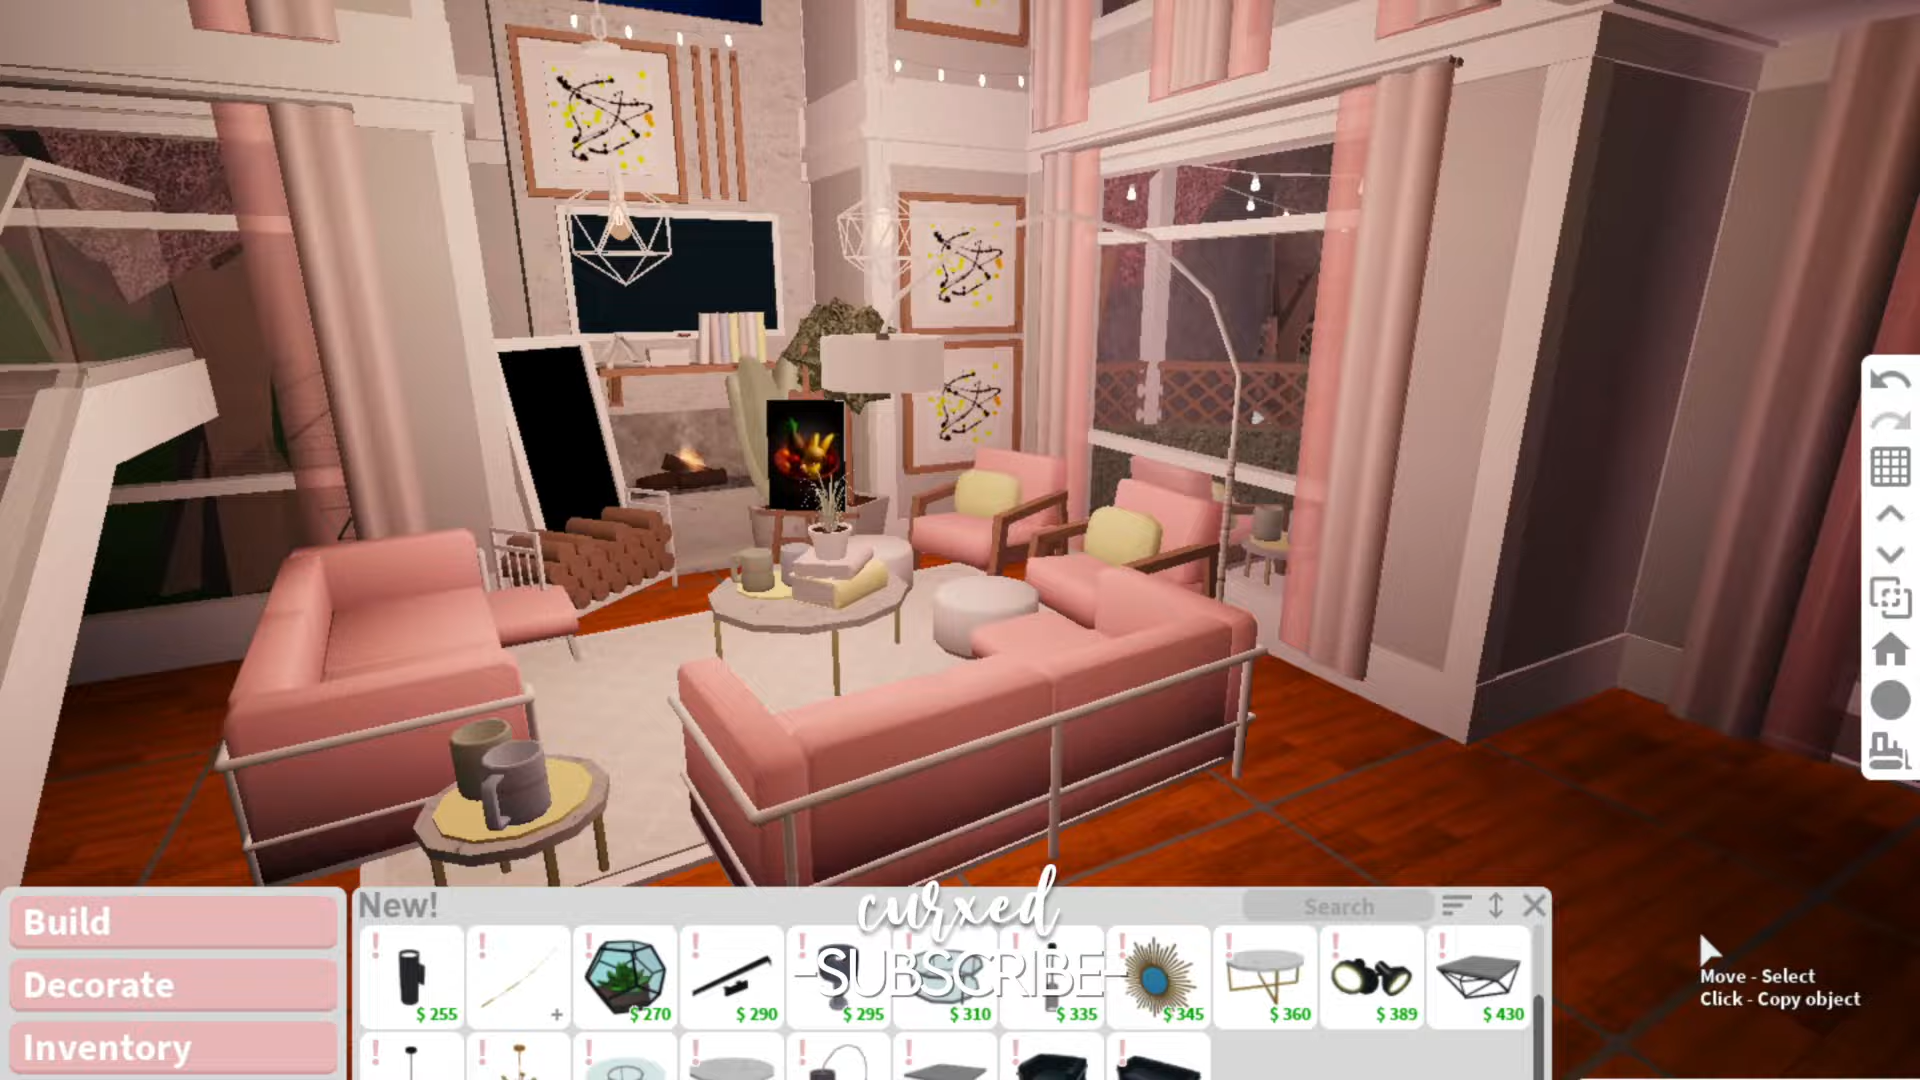 New!
Search
curxed
-SUBSCRIBE-
Build
Decorate
Inventory
! ! ! ! ! ! ! ! ! ! !
$ 255
+
$ 270
$ 290
$ 295
$ 310
$ 335
$ 345
$ 360
$ 389
$ 430
! ! ! ! ! ! ! !
Move - Select
Click - Copy object